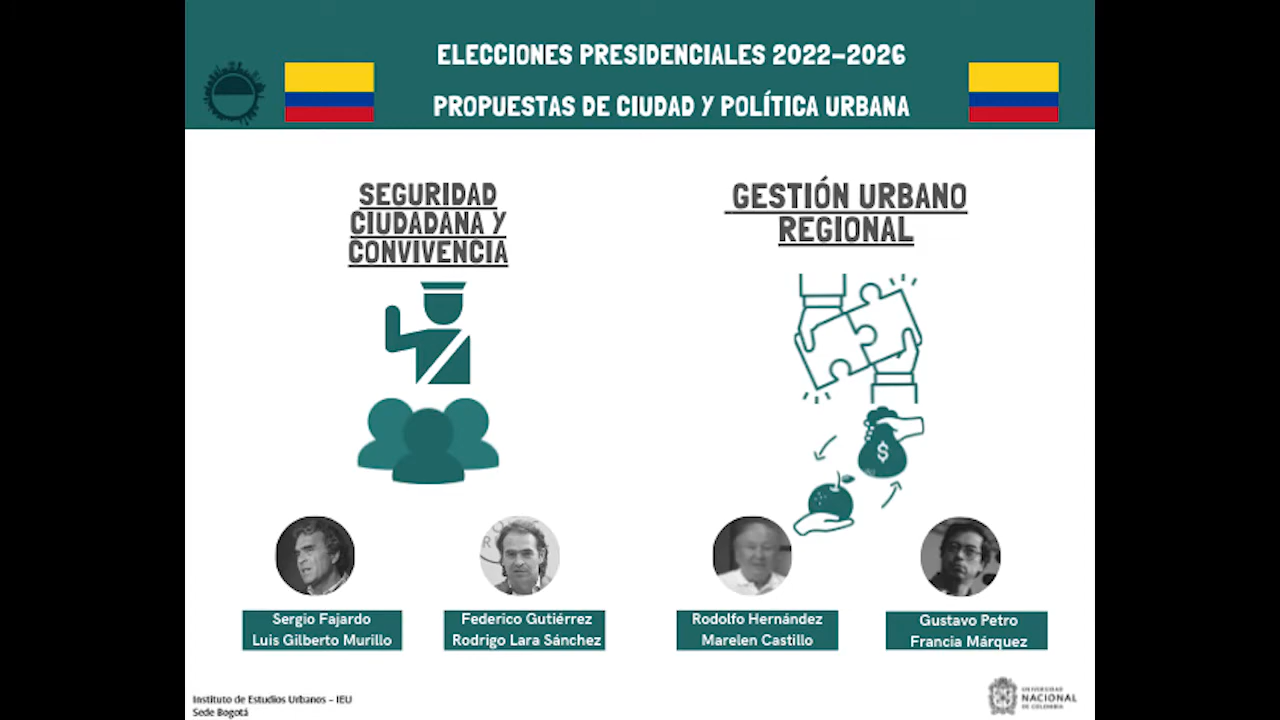 ELECCIONES PRESIDENCIALES 2022-2026
PROPUESTAS DE CIUDAD Y POLÍTICA URBANA
SEGURIDAD
CIUDADANA Y
CONVIVENCIA
GESTIÓN URBANO
REGIONAL
$
Sergio Fajardo
Luis Gilberto Murillo
Federico Gutiérrez
Rodrigo Lara Sánchez
Rodolfo Hernández
Marelen Castillo
Gustavo Petro
Francia Márquez
Instituto de Estudios Urbanos - IEU
Sede Bogotá
UNIVERSIDAD
NACIONAL
DE COLOMBIA